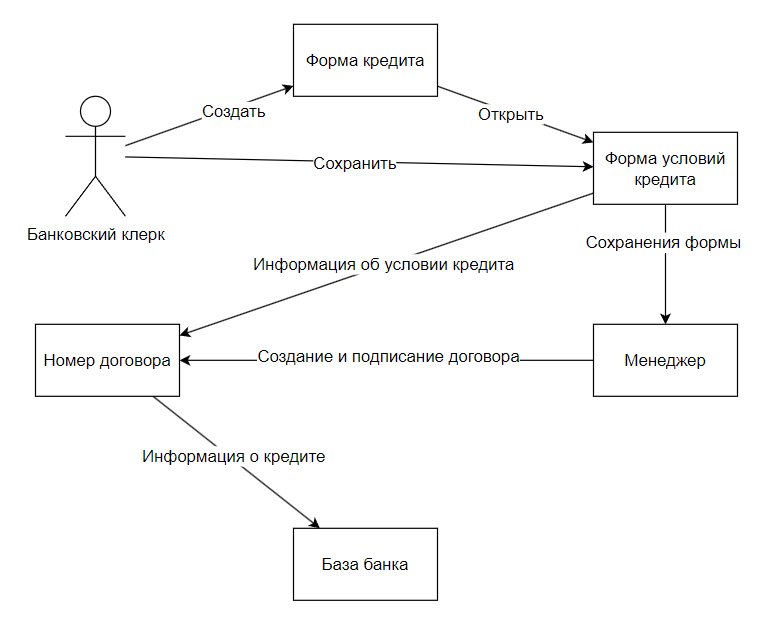 Форма кредита
Создать
Открыть
Сохранить
Форма условий
кредита
Банковский клерк
Сохранения формы
Информация об условии кредита
Номер договора
Создание и подписание договора
Менеджер
Информация о кредите
База банка